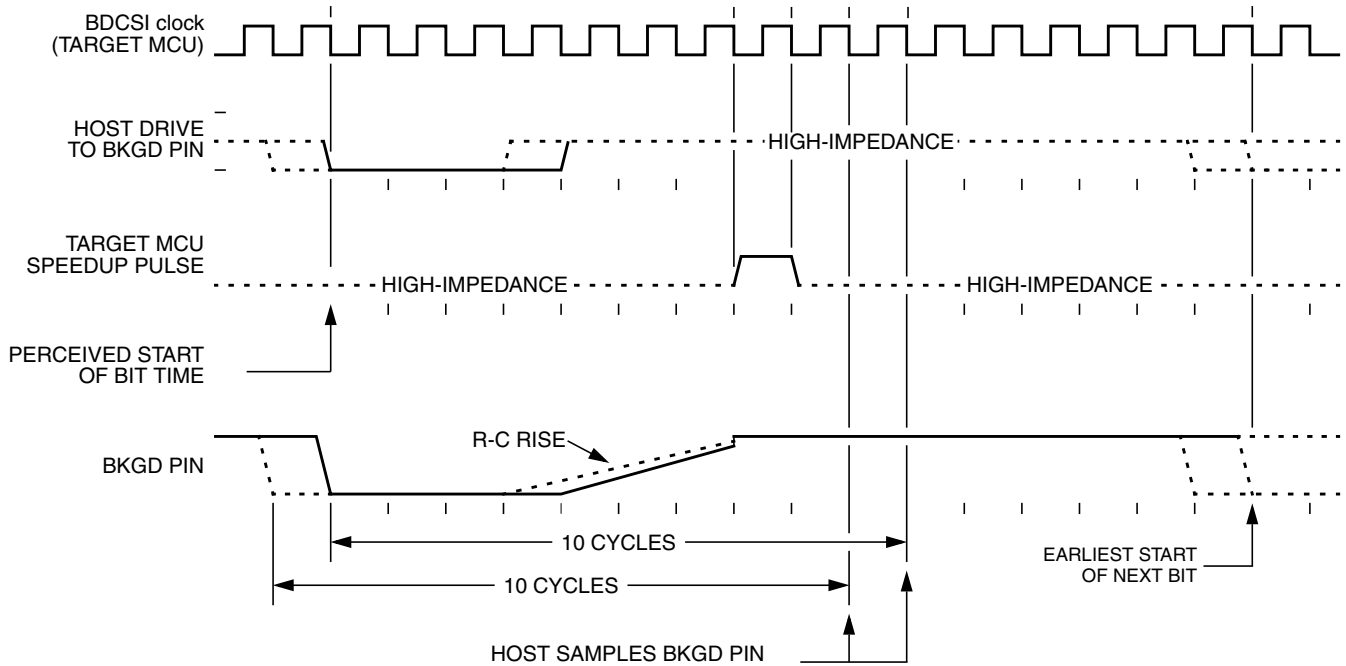 BDCSI clock
(TARGET MCU)
HOST DRIVE
TO BKGD PIN
HIGH-IMPEDANCE
TARGET MCU
SPEEDUP PULSE
HIGH-IMPEDANCE
HIGH-IMPEDANCE
PERCEIVED START
OF BIT TIME
R-C RISE
BKGD PIN
10 CYCLES
10 CYCLES
EARLIEST START
OF NEXT BIT
HOST SAMPLES BKGD PIN